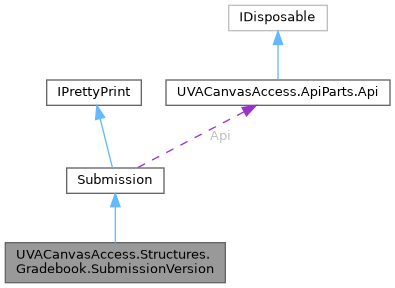 IDisposable
IPrettyPrint
UVACanvasAccess.ApiParts.Api
Api
Submission
UVACanvasAccess.Structures.
Gradebook.SubmissionVersion